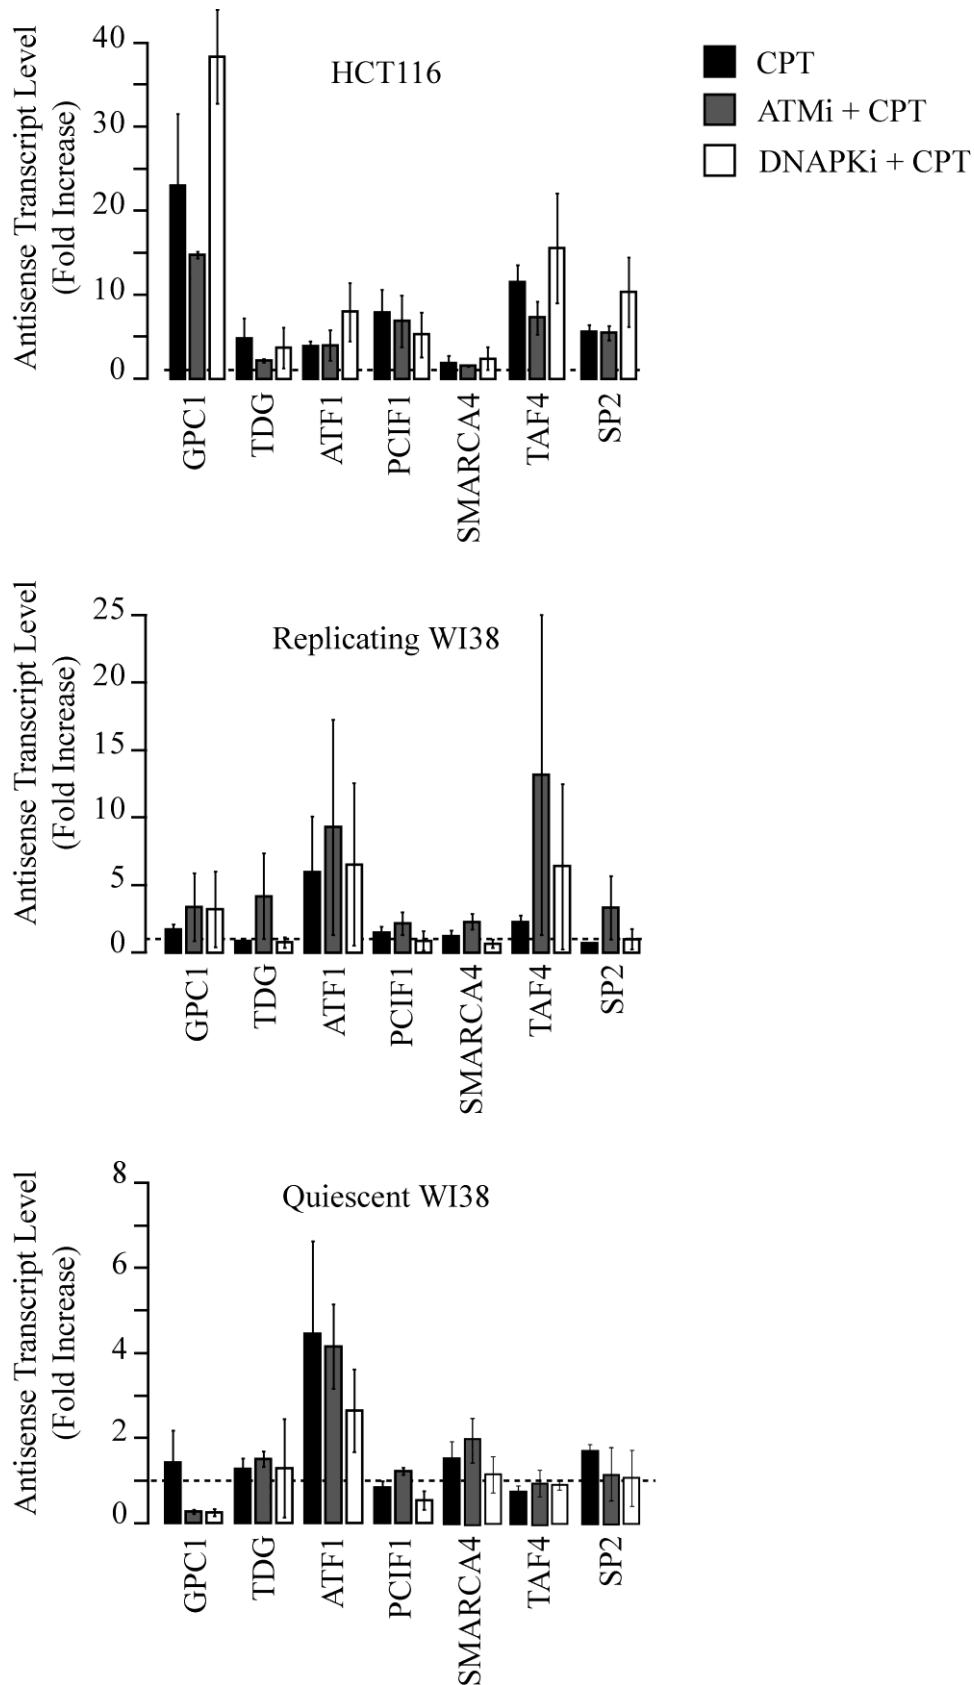 HCT116
CPT
ATMi + CPT
DNAPKi + CPT
Antisense Transcript Level
(Fold Increase)
40
30
20
10
0
GPC1
TDG
ATF1
PCIF1
SMARCA4
TAF4
SP2
Replicating WI38
Antisense Transcript Level
(Fold Increase)
25
20
15
10
5
0
GPC1
TDG
ATF1
PCIF1
SMARCA4
TAF4
SP2
Quiescent WI38
Antisense Transcript Level
(Fold Increase)
8
6
4
2
0
GPC1
TDG
ATF1
PCIF1
SMARCA4
TAF4
SP2